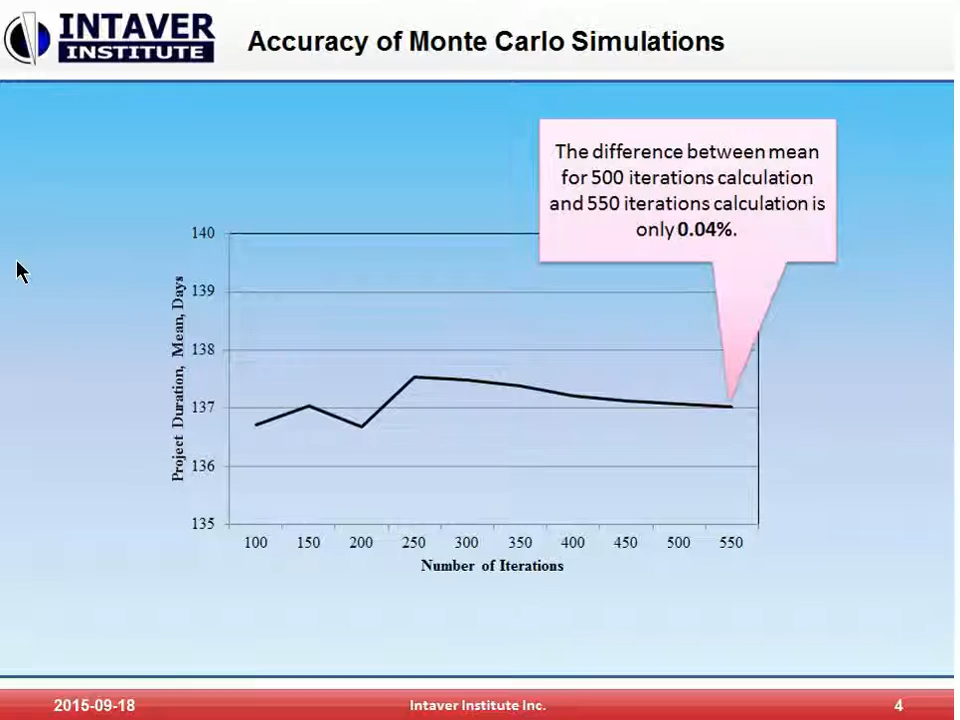 INTAVER
INSTITUTE
Accuracy of Monte Carlo Simulations
The difference between mean
for 500 iterations calculation
and 550 iterations calculation is
only 0.04%.
140
139
138
137
136
135
Project Duration, Mean, Days
100 150 200 250 300 350 400 450 500 550
Number of Iterations
2015-09-18 Intaver Institute Inc. 4